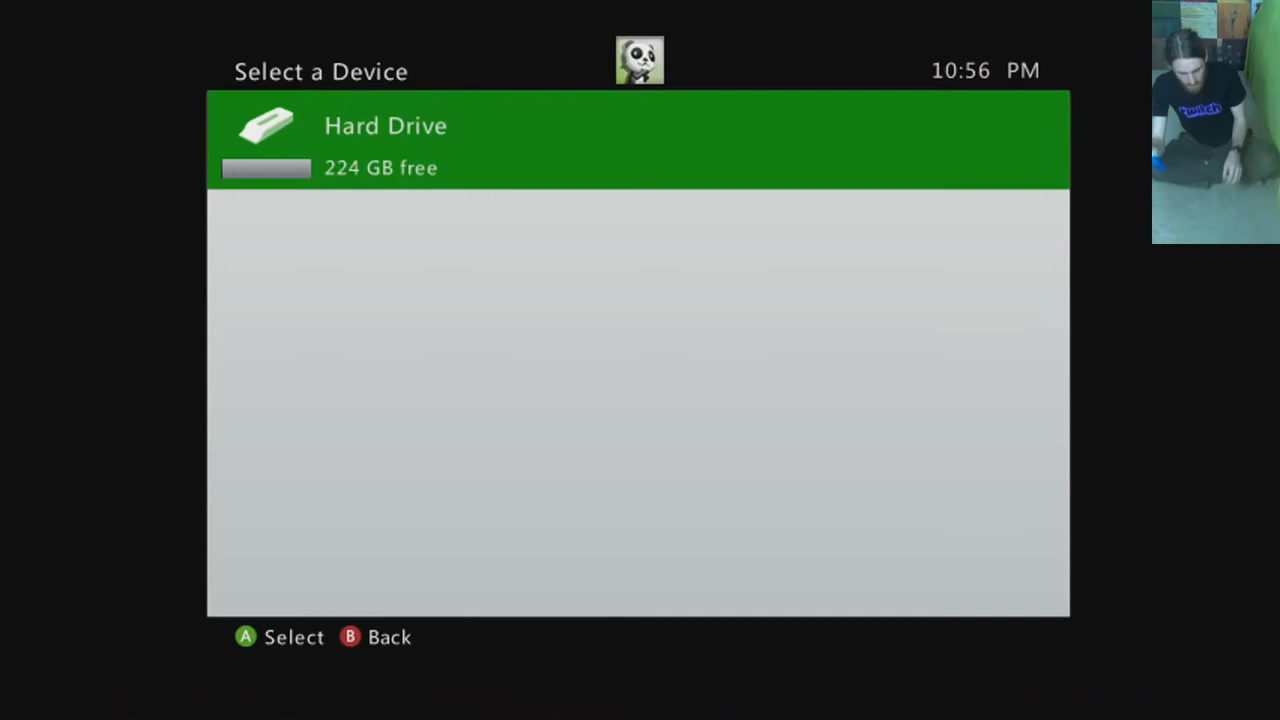 Select a Device
10:56 PM
Hard Drive
224 GB free
A Select B Back
twitch